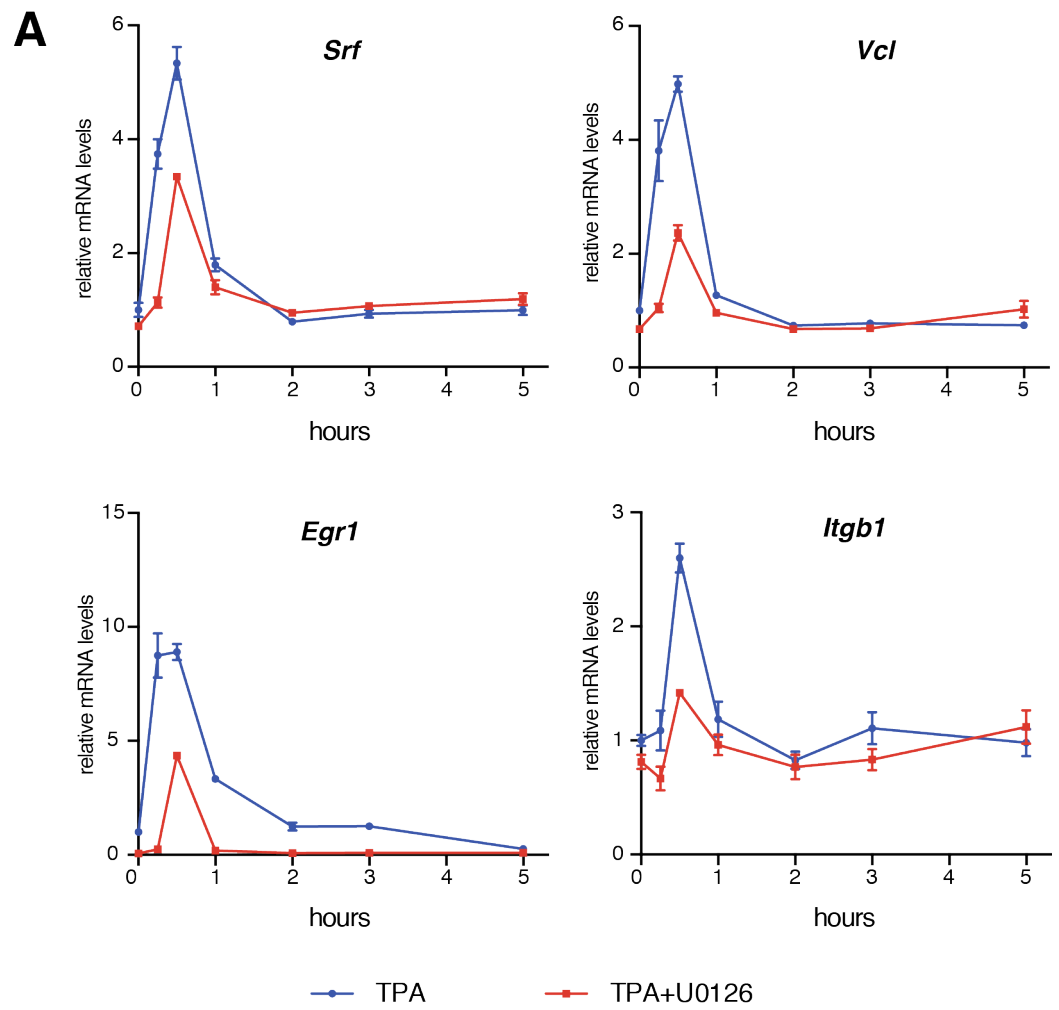 A
Srf
relative mRNA levels
6
4
2
0
0 1 2 3 4 5
hours
Vcl
relative mRNA levels
6
4
2
0
0 1 2 3 4 5
hours
Egr1
relative mRNA levels
15
10
5
0
0 1 2 3 4 5
hours
Itgb1
relative mRNA levels
3
2
1
0
0 1 2 3 4 5
hours
TPA
TPA+U0126